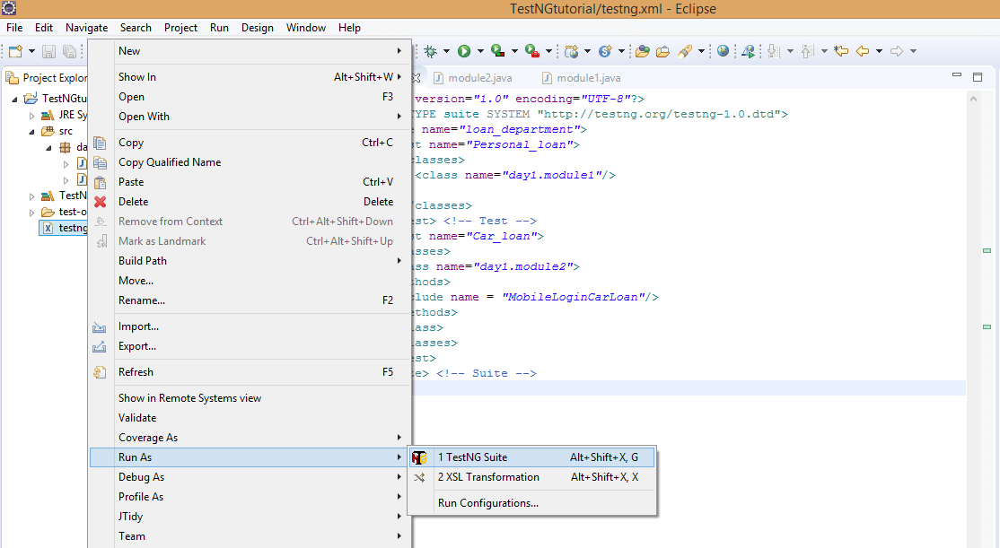 TestNGtutorial/testng.xml - Eclipse
File Edit Navigate Search Project Run Design Window Help
Project Explor
module2.java
module1.java
TestNGtu
JRE Sy
src
da
TestN
test-o
testng
New
Show In Alt+Shift+W
Open F3
Open With
Copy Ctrl+C
Copy Qualified Name
Paste Ctrl+V
Delete Delete
Remove from Context Ctrl+Alt+Shift+Down
Mark as Landmark Ctrl+Alt+Shift+Up
Build Path
Move...
Rename... F2
Import...
Export...
Refresh F5
Show in Remote Systems view
Validate
Coverage As
Run As
Debug As
Profile As
JTidy
Team
1 TestNG Suite Alt+Shift+X, G
2 XSL Transformation Alt+Shift+X, X
Run Configurations...
version="1.0" encoding="UTF-8"?>
TYPE suite SYSTEM "http://testng.org/testng-1.0.dtd">
e name="loan_department">
st name="Personal_loan">
classes>
<class name="day1.module1"/>
/classes>
est> <!-- Test -->
st name="Car_loan">
asses>
ass name="day1.module2">
thods>
clude name = "MobileLoginCarLoan"/>
ethods>
ass>
asses>
est>
te> <!-- Suite -->